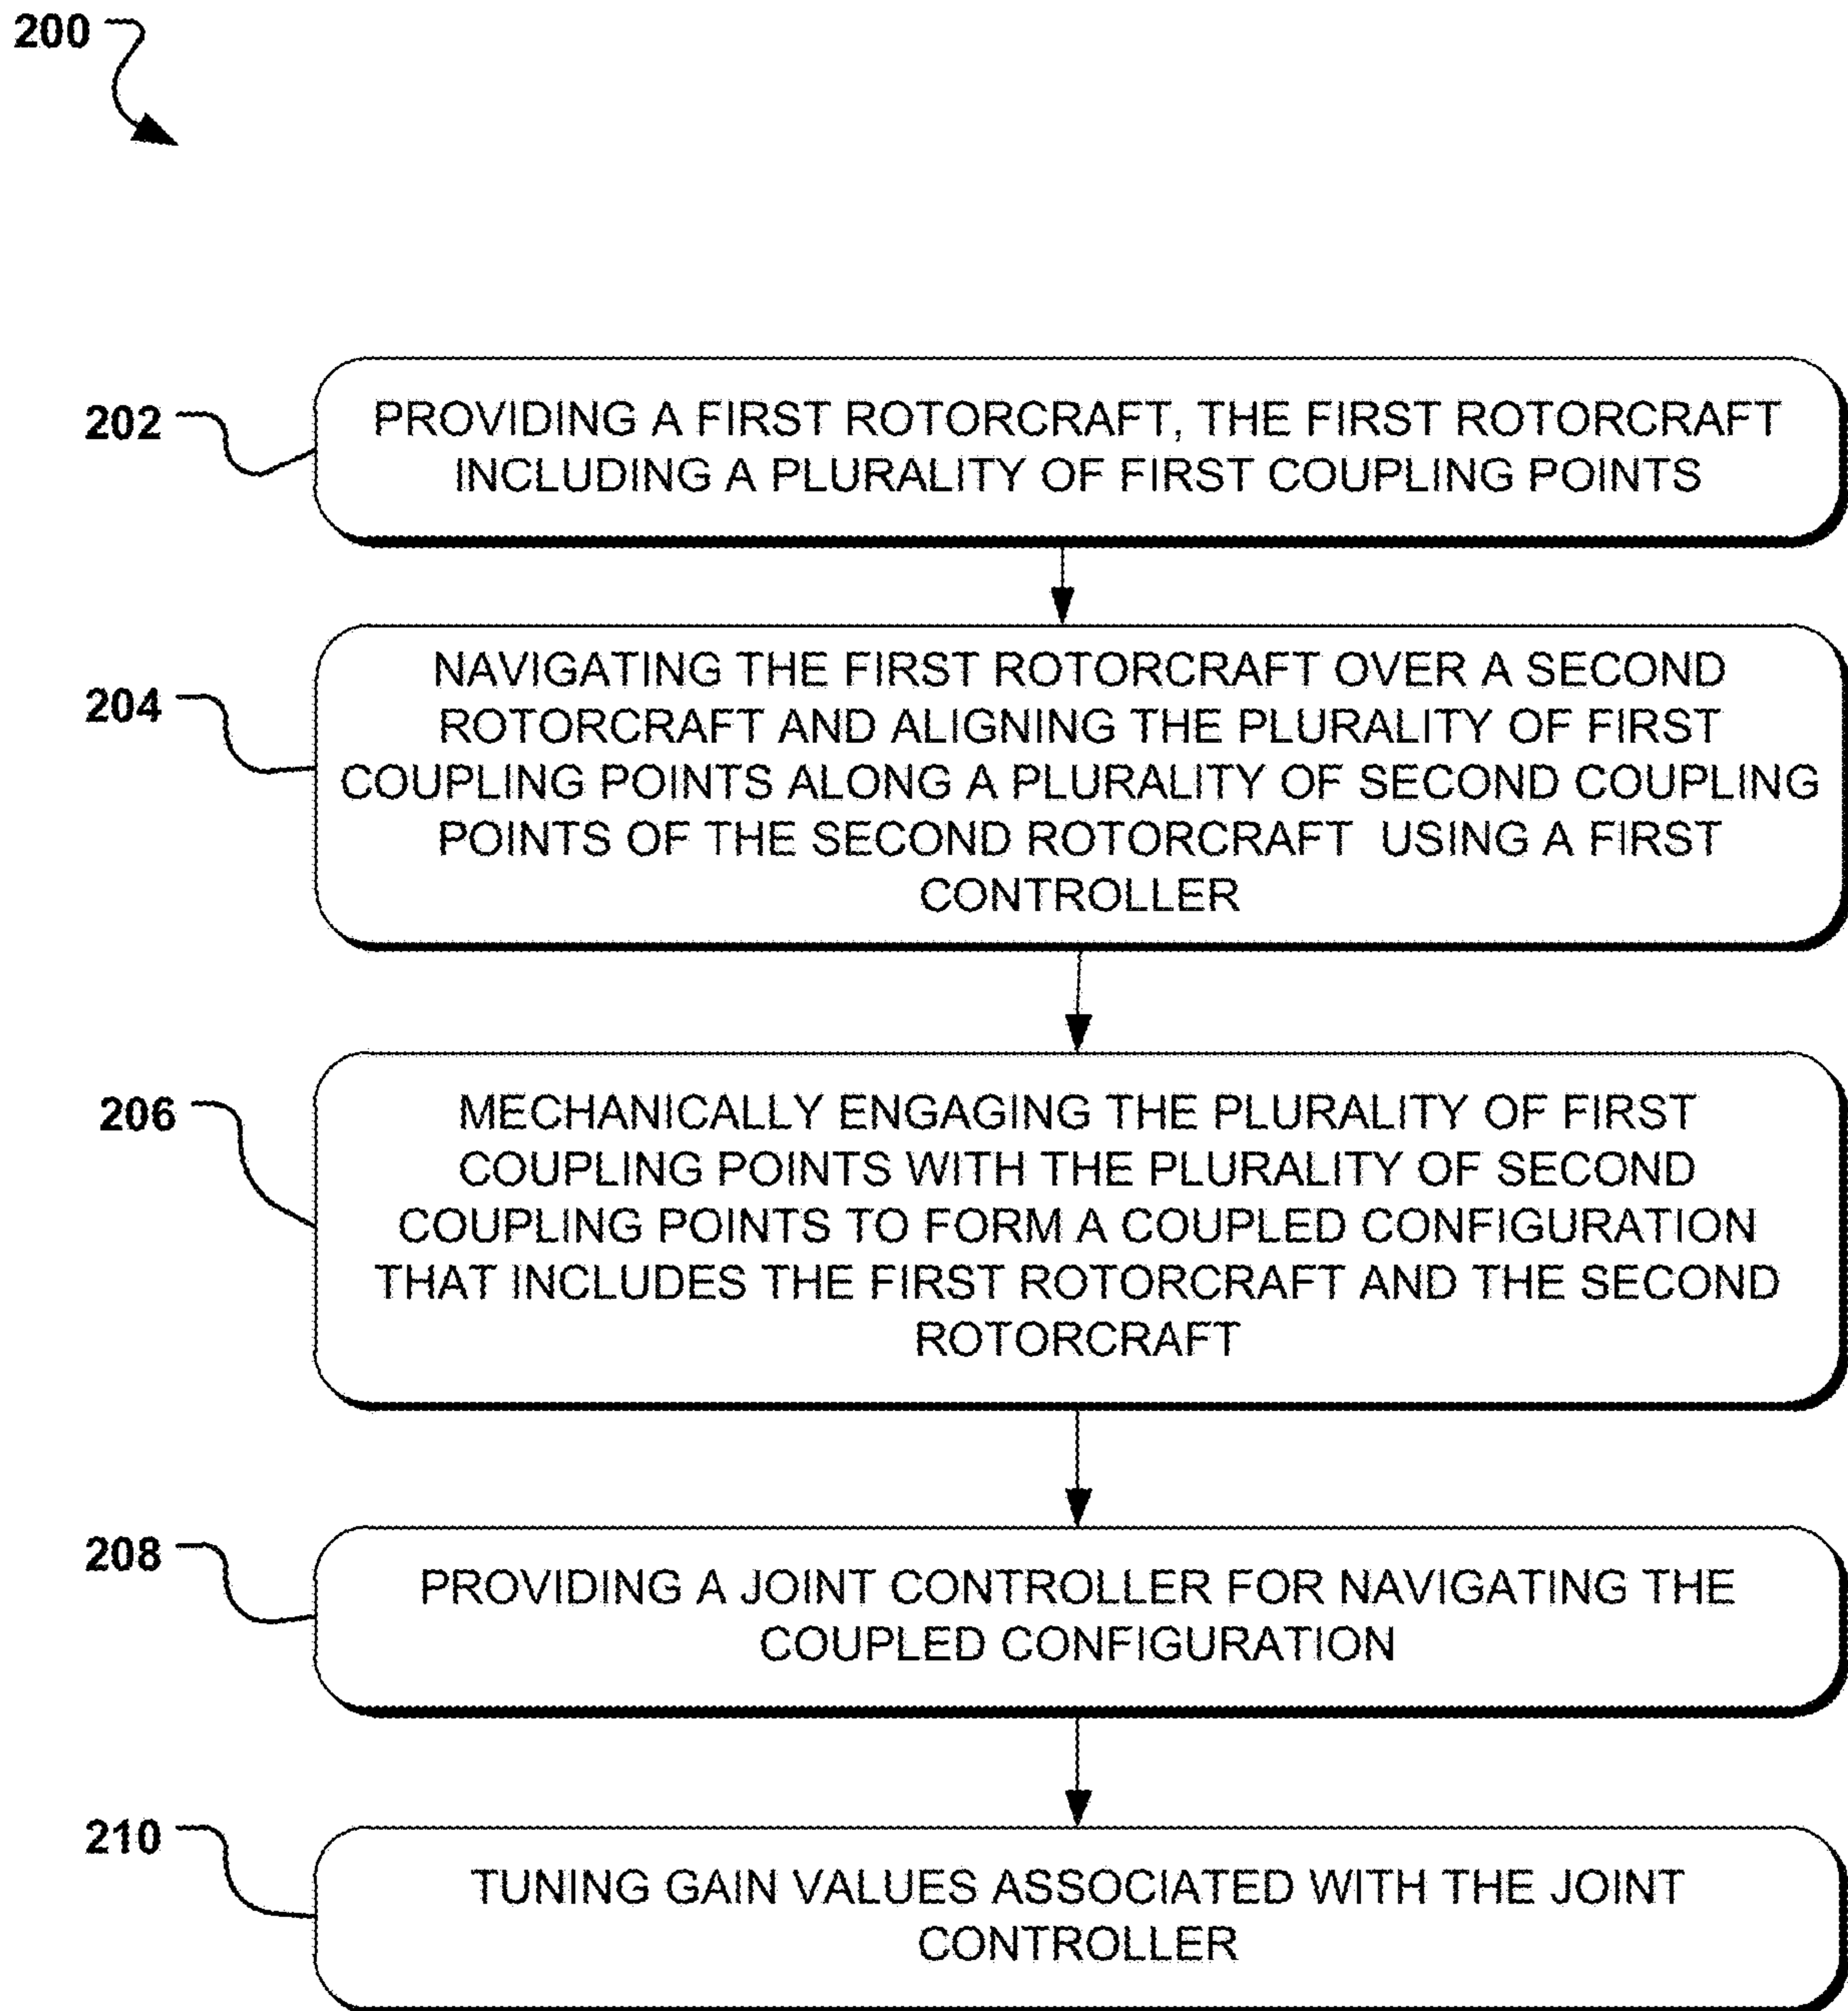 200
202
PROVIDING A FIRST ROTORCRAFT, THE FIRST ROTORCRAFT
INCLUDING A PLURALITY OF FIRST COUPLING POINTS
204
NAVIGATING THE FIRST ROTORCRAFT OVER A SECOND
ROTORCRAFT AND ALIGNING THE PLURALITY OF FIRST
COUPLING POINTS ALONG A PLURALITY OF SECOND COUPLING
POINTS OF THE SECOND ROTORCRAFT USING A FIRST
CONTROLLER
206
MECHANICALLY ENGAGING THE PLURALITY OF FIRST
COUPLING POINTS WITH THE PLURALITY OF SECOND
COUPLING POINTS TO FORM A COUPLED CONFIGURATION
THAT INCLUDES THE FIRST ROTORCRAFT AND THE SECOND
ROTORCRAFT
208
PROVIDING A JOINT CONTROLLER FOR NAVIGATING THE
COUPLED CONFIGURATION
210
TUNING GAIN VALUES ASSOCIATED WITH THE JOINT
CONTROLLER